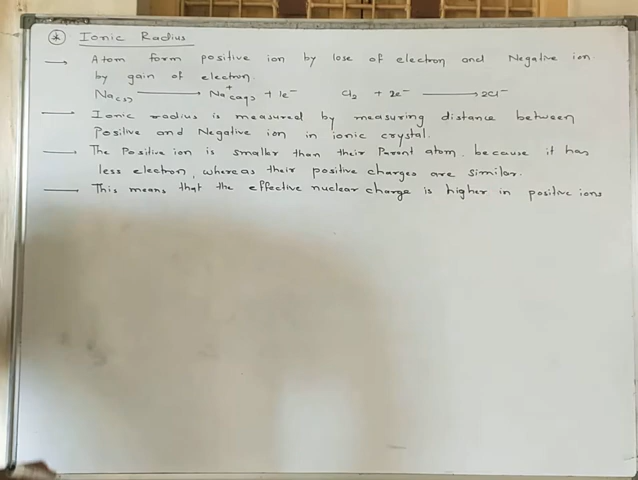 * Ionic Radius
→ Atom form positive ion by lose of electron and Negative ion
by gain of electron.
Na(s) → Na⁺(aq) + 1e⁻ Cl₂ + 2e⁻ → 2Cl⁻
→ Ionic radius is measured by measuring distance between
Positive and Negative ion in ionic crystal.
→ The Positive ion is smaller than their Parent atom. because it has
less electron, whereas their positive charges are similar.
→ This means that the effective nuclear charge is higher in positive ions